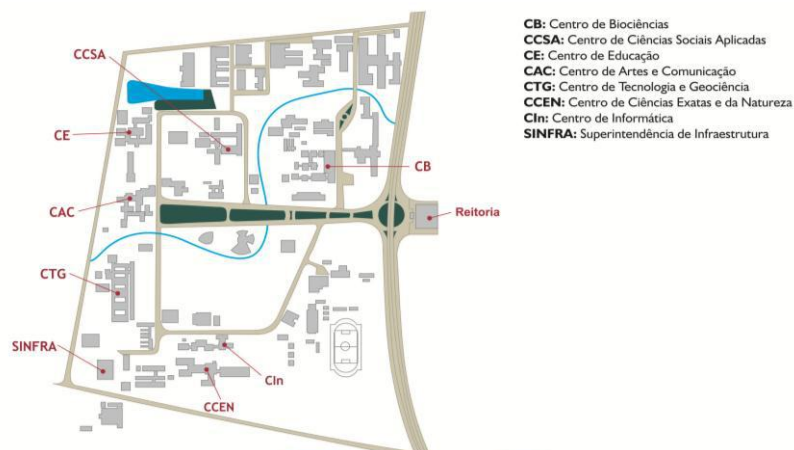 CCSA
CE
CAC
CTG
SINFRA
CB
Reitoria
CIn
CCEN
CB: Centro de Biociências
CCSA: Centro de Ciências Sociais Aplicadas
CE: Centro de Educação
CAC: Centro de Artes e Comunicação
CTG: Centro de Tecnologia e Geociência
CCEN: Centro de Ciências Exatas e da Natureza
CIn: Centro de Informática
SINFRA: Superintendência de Infraestrutura